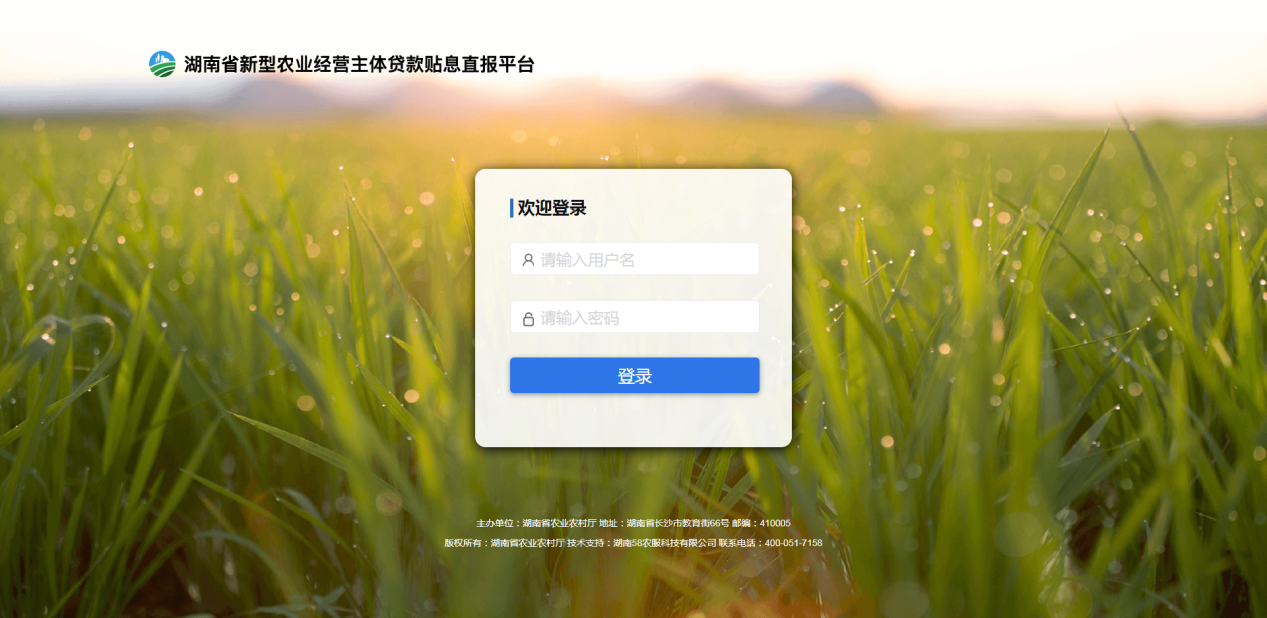 湖南省新型农业经营主体贷款贴息直报平台
欢迎登录
请输入用户名
请输入密码
登录
主办单位：湖南省农业农村厅 地址：湖南省长沙市教育街66号 邮编：410005
版权所有：湖南省农业农村厅 技术支持：湖南58农服科技有限公司 联系电话：400-051-7158